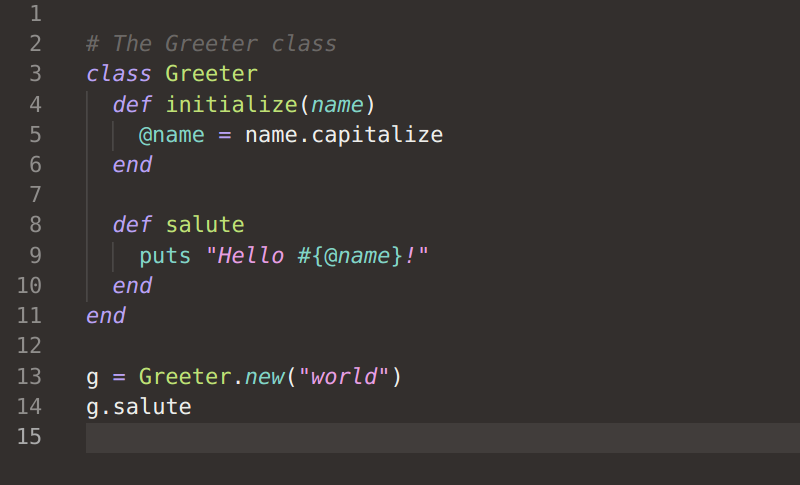 1
2 # The Greeter class
3 class Greeter
4   def initialize(name)
5     @name = name.capitalize
6   end
7
8   def salute
9     puts "Hello #{@name}!"
10   end
11 end
12
13 g = Greeter.new("world")
14 g.salute
15